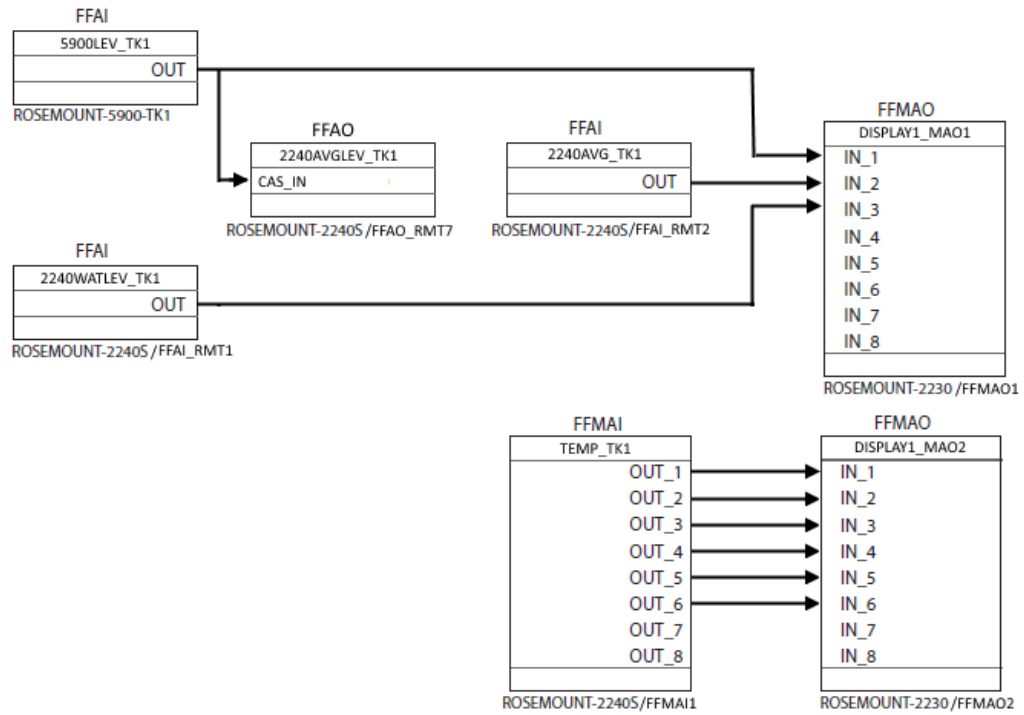 FFAI
5900LEV_TK1
OUT
ROSEMOUNT-5900-TK1
FFAO
2240AVGLEV_TK1
CAS_IN
ROSEMOUNT-2240S/FFAO_RMT7
FFAI
2240AVG_TK1
OUT
ROSEMOUNT-2240S/FFAI_RMT2
FFMAO
DISPLAY1_MAO1
IN_1
IN_2
IN_3
IN_4
IN_5
IN_6
IN_7
IN_8
ROSEMOUNT-2230 /FFMAO1
FFAI
2240WATLEV_TK1
OUT
ROSEMOUNT-2240S/FFAI_RMT1
FFMAI
TEMP_TK1
OUT_1
OUT_2
OUT_3
OUT_4
OUT_5
OUT_6
OUT_7
OUT_8
ROSEMOUNT-2240S/FFMAI1
FFMAO
DISPLAY1_MAO2
IN_1
IN_2
IN_3
IN_4
IN_5
IN_6
IN_7
IN_8
ROSEMOUNT-2230 /FFMAO2